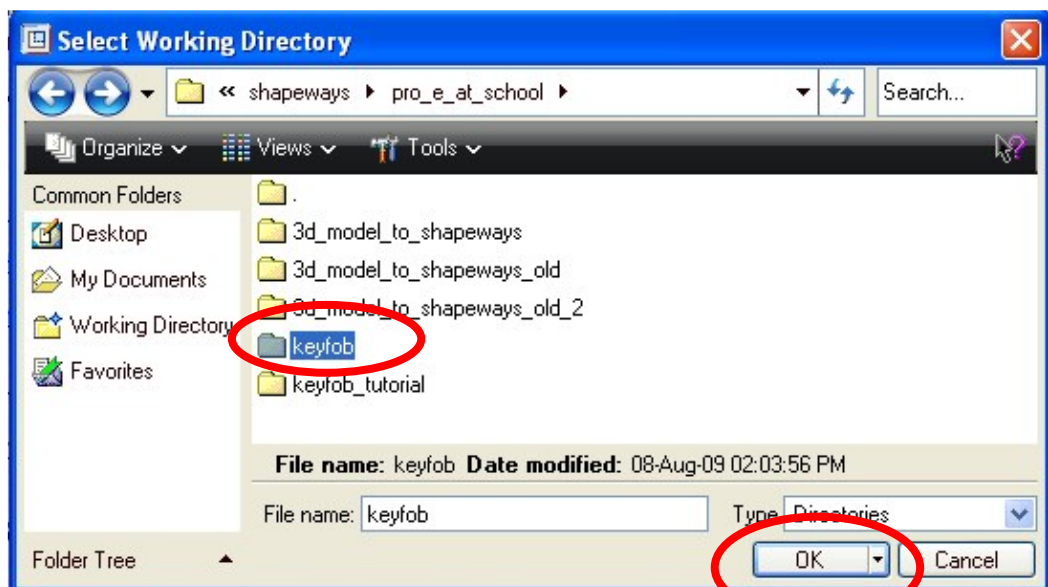 Select Working Directory
« shapeways pro_e_at_school Search...
Organize Views Tools
Common Folders
Desktop
My Documents
Working Directory
Favorites
.
3d_model_to_shapeways
3d_model_to_shapeways_old
3d_model_to_shapeways_old_2
keyfob
keyfob_tutorial
File name: keyfob Date modified: 08-Aug-09 02:03:56 PM
File name: keyfob Type Directories
Folder Tree OK Cancel